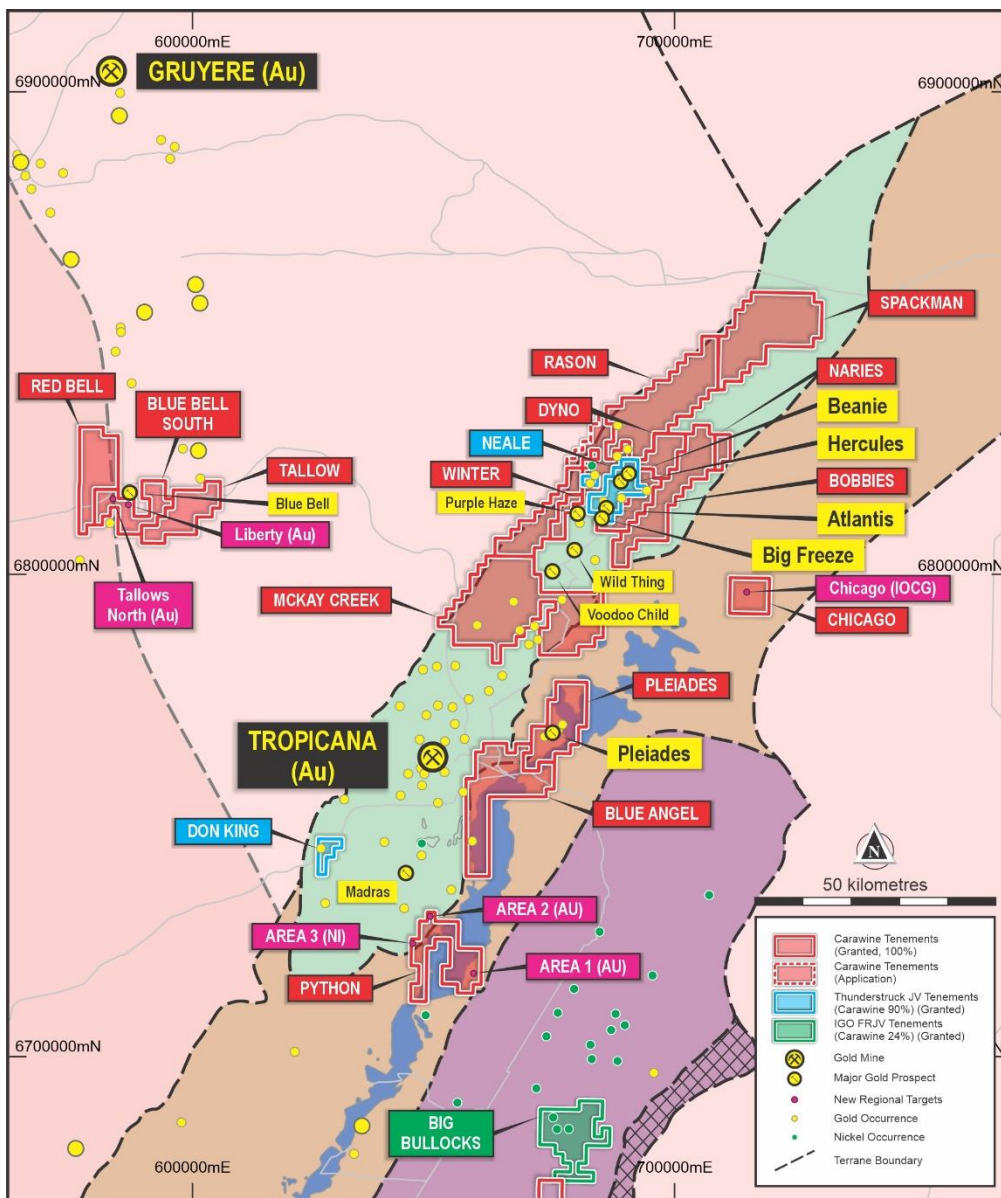 600000mE
700000mE
6900000mN
6900000mN
GRUYERE (Au)
SPACKMAN
RASON
RED BELL
NARIES
BLUE BELL
SOUTH
DYNO
Beanie
NEALE
Hercules
TALLOW
WINTER
BOBBIES
Blue Bell
Purple Haze
Atlantis
Liberty (Au)
Big Freeze
6800000mN
6800000mN
Wild Thing
Chicago (IOCG)
Tallows
North (Au)
MCKAY CREEK
Voodoo Child
CHICAGO
PLEIADES
TROPICANA
(Au)
Pleiades
BLUE ANGEL
DON KING
N
50 kilometres
Madras
AREA 2 (AU)
AREA 3 (NI)
AREA 1 (AU)
PYTHON
Carawine Tenements
(Granted, 100%)
Carawine Tenements
(Application)
Thunderstruck JV Tenements
(Carawine 90%) (Granted)
IGO FRJV Tenements
(Carawine 24%) (Granted)
Gold Mine
Major Gold Prospect
New Regional Targets
Gold Occurrence
Nickel Occurrence
Terrane Boundary
6700000mN
6700000mN
BIG
BULLOCKS
600000mE
700000mE